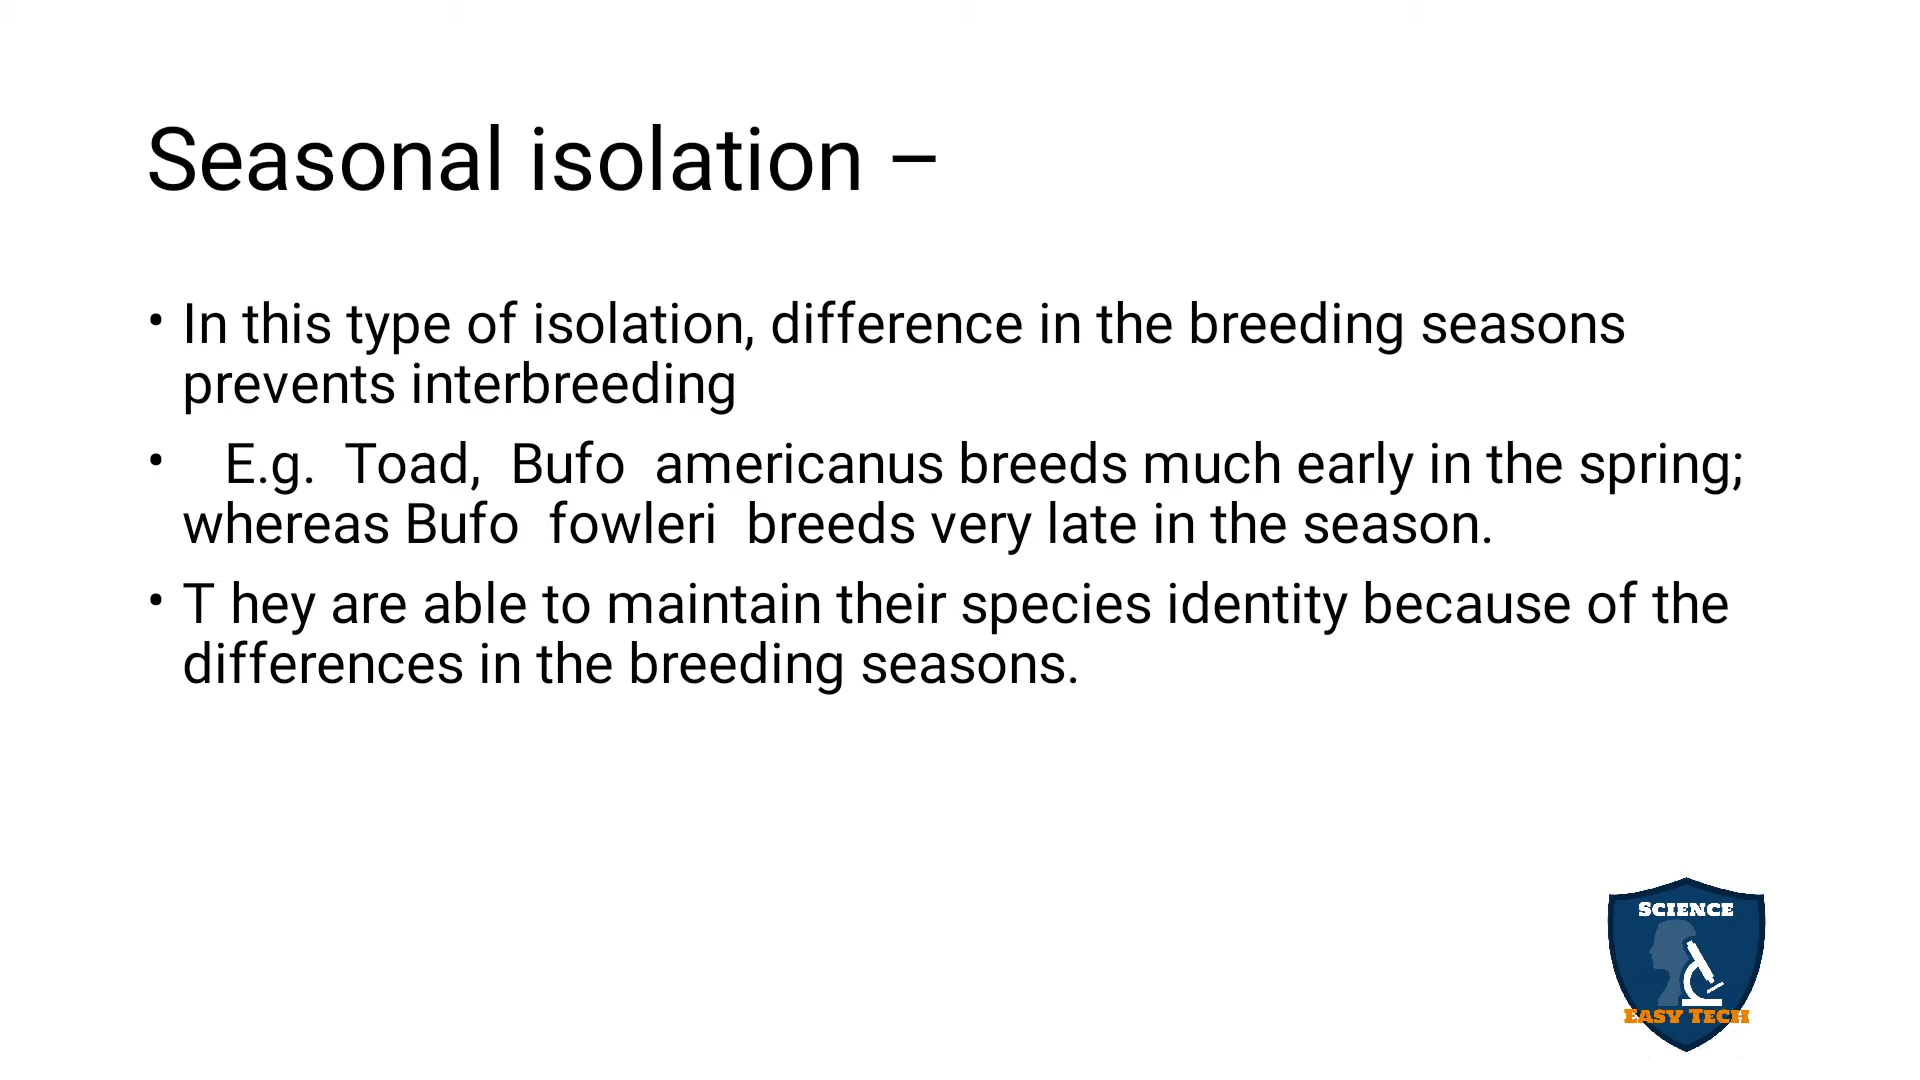 Seasonal isolation –
• In this type of isolation, difference in the breeding seasons
prevents interbreeding
• E.g. Toad, Bufo americanus breeds much early in the spring;
whereas Bufo fowleri breeds very late in the season.
• T hey are able to maintain their species identity because of the
differences in the breeding seasons.
SCIENCE
EASY TECH